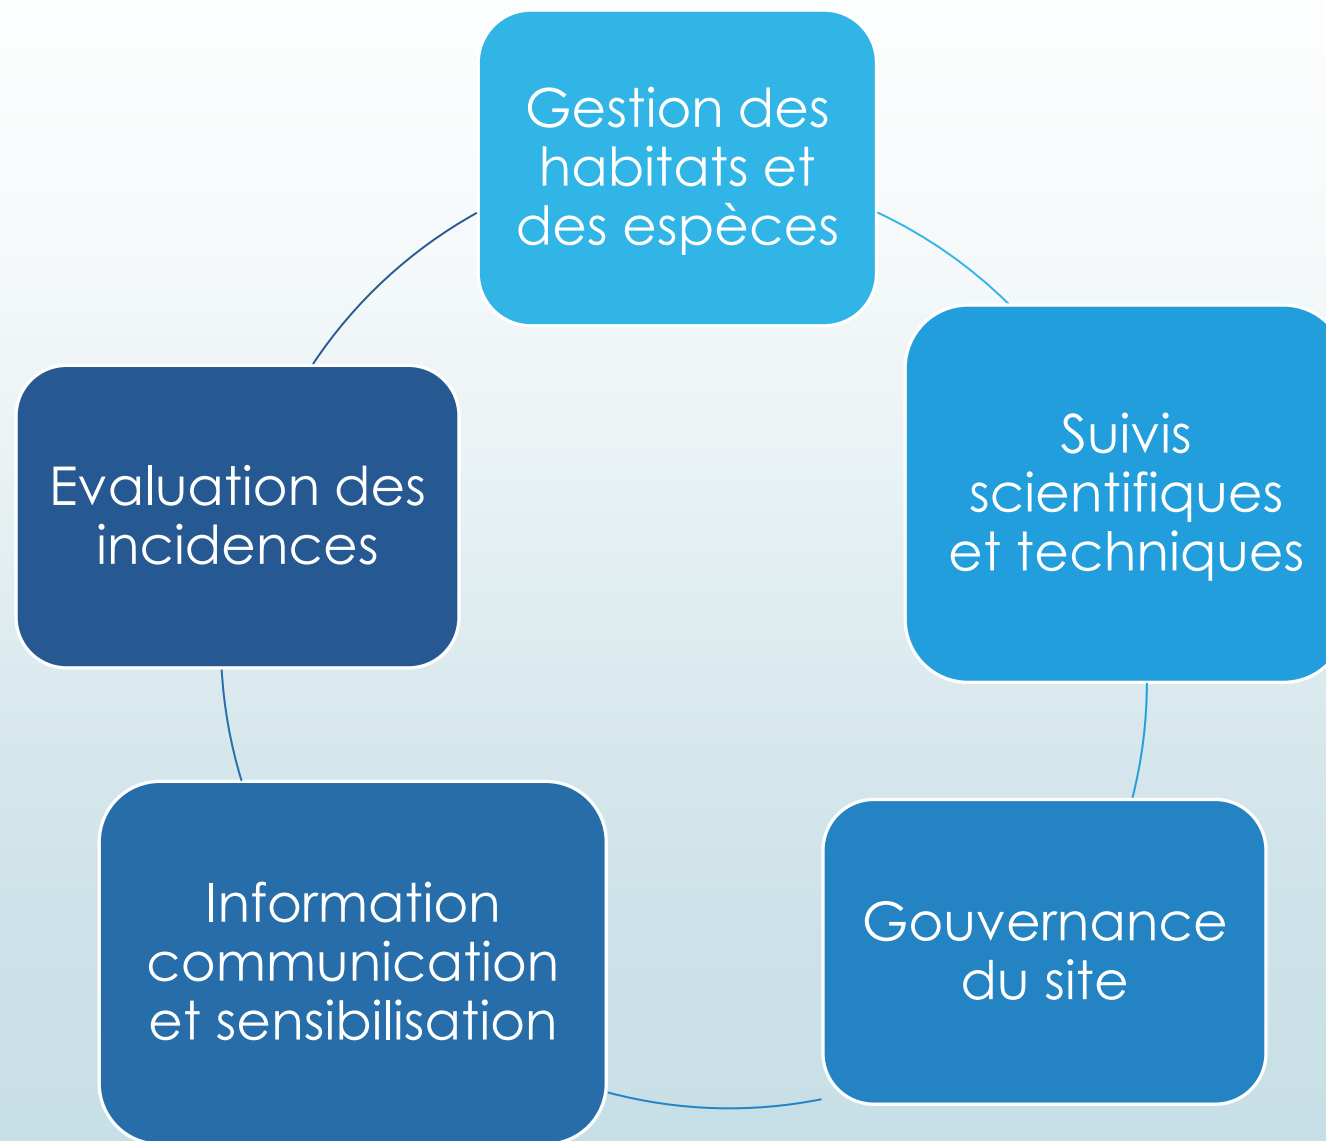 Gestion des
habitats et
des espèces
Suivis
scientifiques
et techniques
Gouvernance
du site
Information
communication
et sensibilisation
Evaluation des
incidences